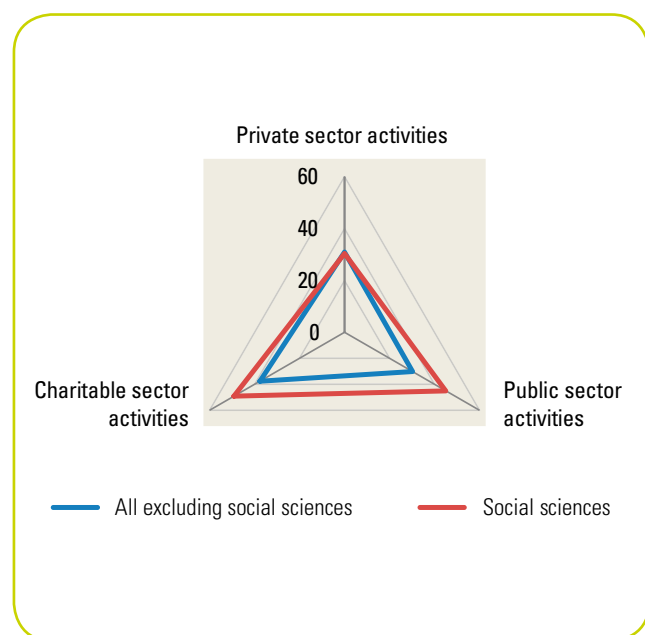 Private sector activities
60
40
20
0
Charitable sector
activities
Public sector
activities
All excluding social sciences
Social sciences